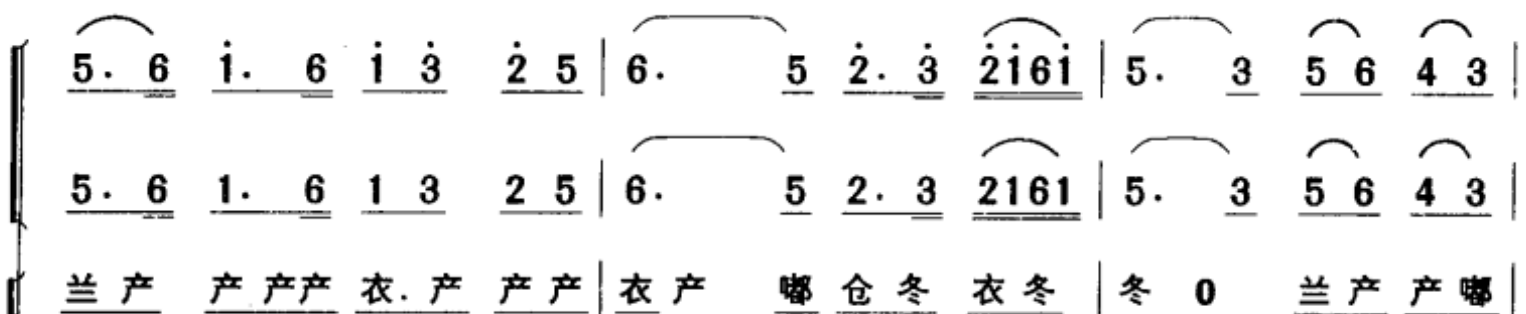 5. 6 1̇. 6 1̇ 3̇ 2̇ 5 | 6. 5 2̇. 3̇ 2̇1̇61̇ | 5. 3 5 6 4 3 |
5. 6 1. 6 1 3 2 5 | 6. 5 2. 3 2161 | 5. 3 5 6 4 3 |
兰 产 产 产产 衣. 产 产 产 | 衣 产 嘟 仓 冬 衣 冬 | 冬 0 兰 产 产 嘟 |